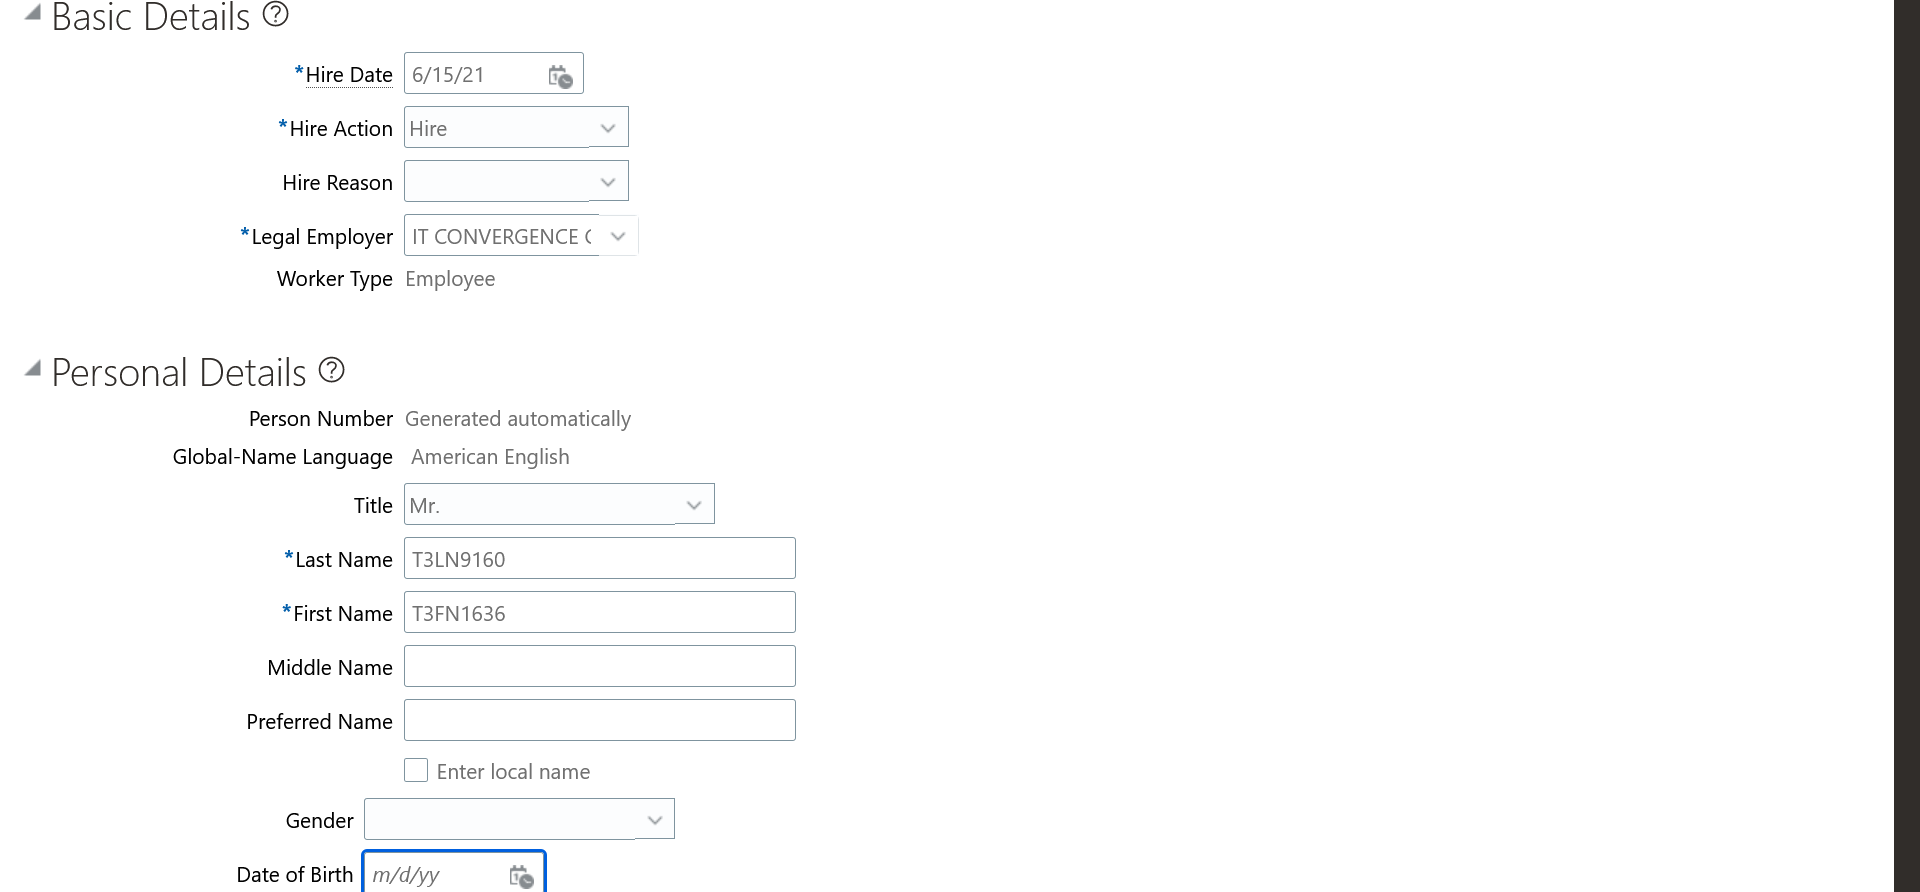 Basic Details
*Hire Date 6/15/21
*Hire Action Hire
Hire Reason
*Legal Employer IT CONVERGENCE
Worker Type Employee
Personal Details
Person Number Generated automatically
Global-Name Language American English
Title Mr.
*Last Name T3LN9160
*First Name T3FN1636
Middle Name
Preferred Name
Enter local name
Gender
Date of Birth m/d/yy